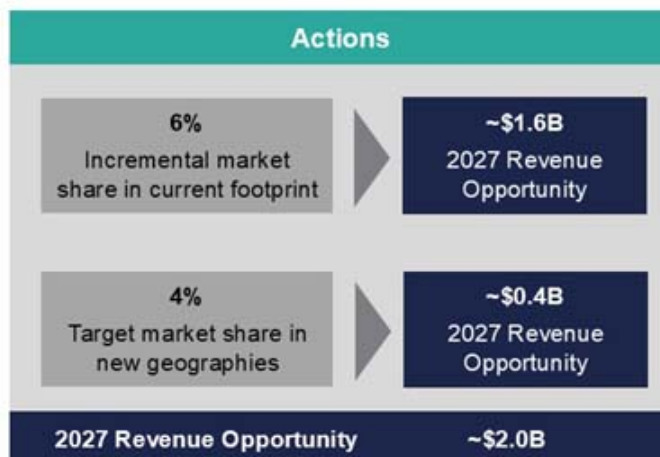 Actions
6%
Incremental market
share in current footprint
~$1.6B
2027 Revenue
Opportunity
4%
Target market share in
new geographies
~$0.4B
2027 Revenue
Opportunity
2027 Revenue Opportunity ~$2.0B